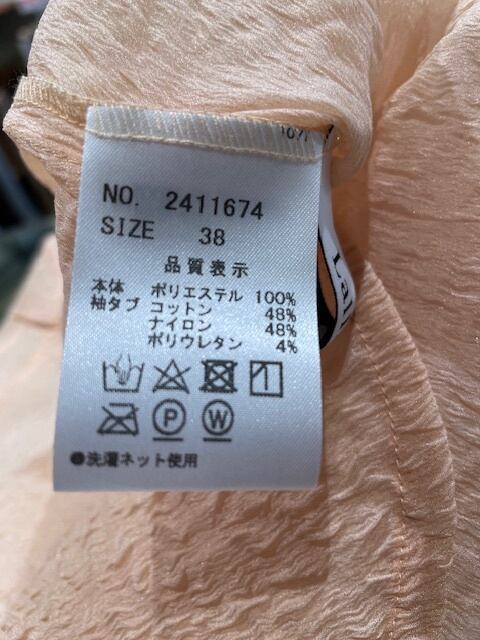 NO. 2411674
SIZE 38
品質表示
本体 ポリエステル 100%
袖タブ コットン 48%
ナイロン 48%
ポリウレタン 4%
P W
●洗濯ネット使用